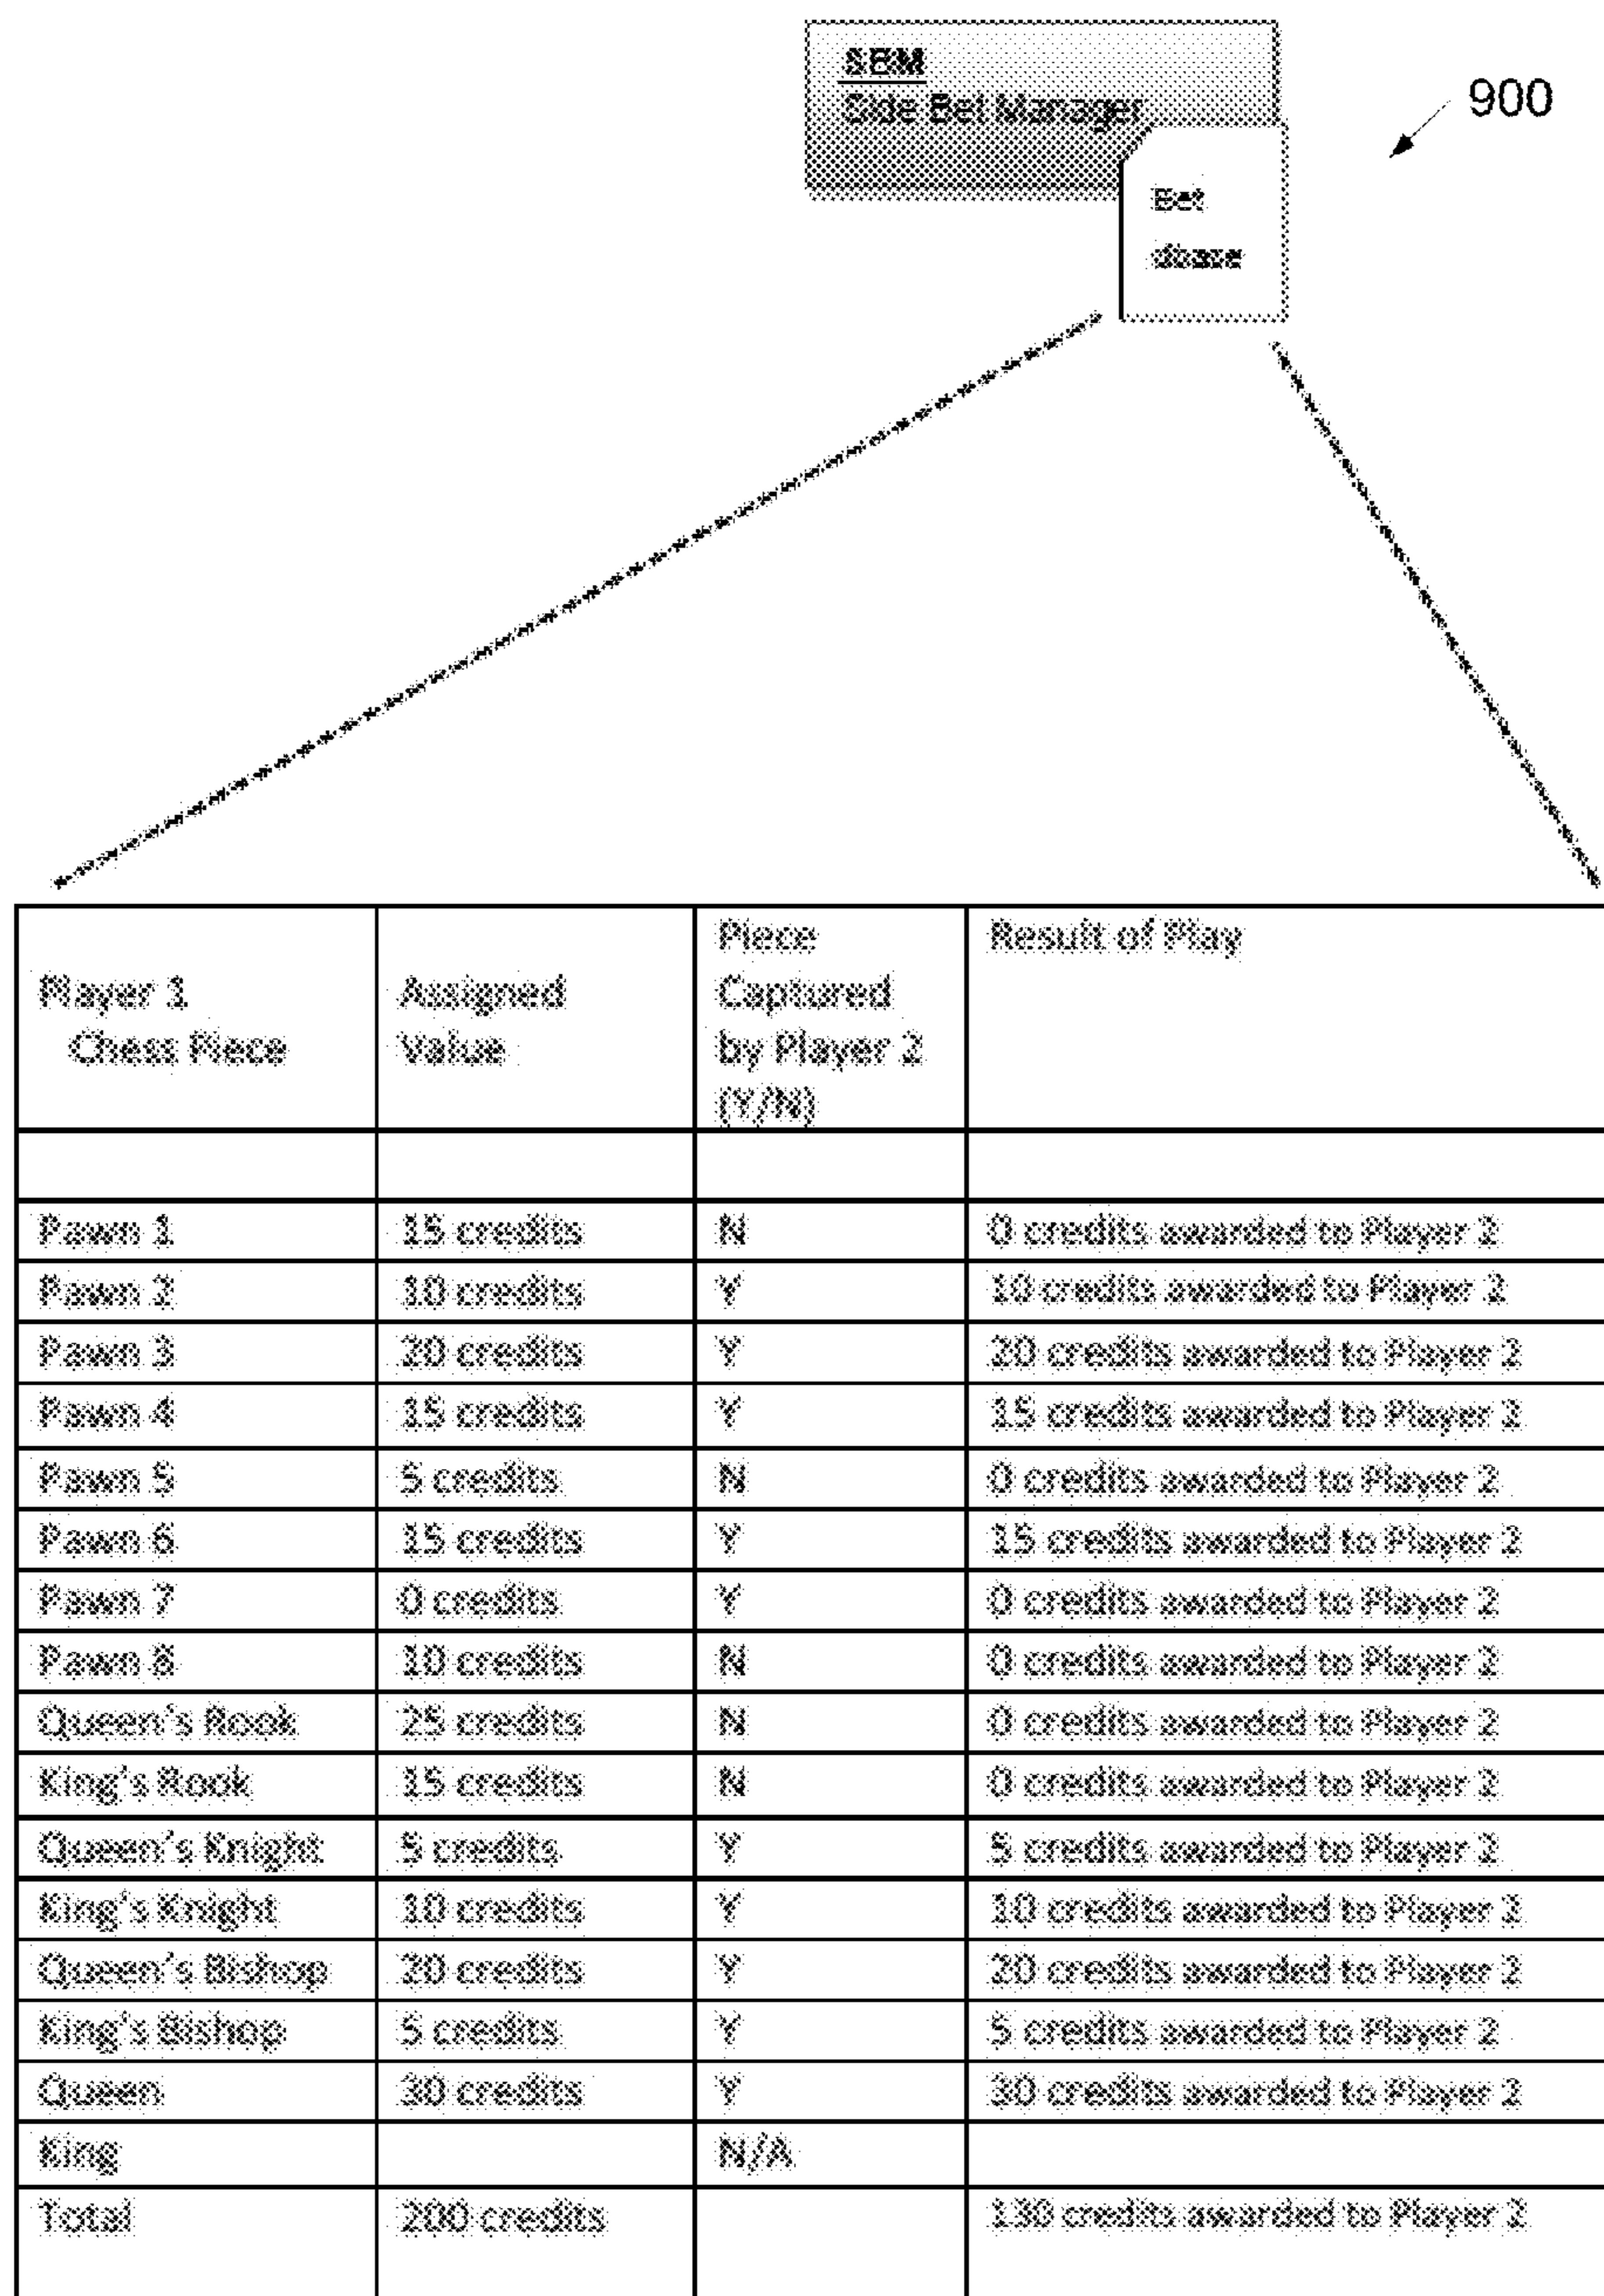 SBM
Side Bet Manager
900
Bet
dbase
Player 1
Chess Piece
Assigned
Value
Piece
Captured
by Player 2
(Y/N)
Result of Play
Pawn 1 15 credits N 0 credits awarded to Player 2
Pawn 2 10 credits Y 10 credits awarded to Player 2
Pawn 3 20 credits Y 20 credits awarded to Player 2
Pawn 4 15 credits Y 15 credits awarded to Player 2
Pawn 5 5 credits N 0 credits awarded to Player 2
Pawn 6 15 credits Y 15 credits awarded to Player 2
Pawn 7 0 credits Y 0 credits awarded to Player 2
Pawn 8 10 credits N 0 credits awarded to Player 2
Queen's Rook 25 credits N 0 credits awarded to Player 2
King's Rook 15 credits N 0 credits awarded to Player 2
Queen's Knight 5 credits Y 5 credits awarded to Player 2
King's Knight 10 credits Y 10 credits awarded to Player 2
Queen's Bishop 20 credits Y 20 credits awarded to Player 2
King's Bishop 5 credits Y 5 credits awarded to Player 2
Queen 30 credits Y 30 credits awarded to Player 2
King N/A
Total 200 credits 130 credits awarded to Player 2